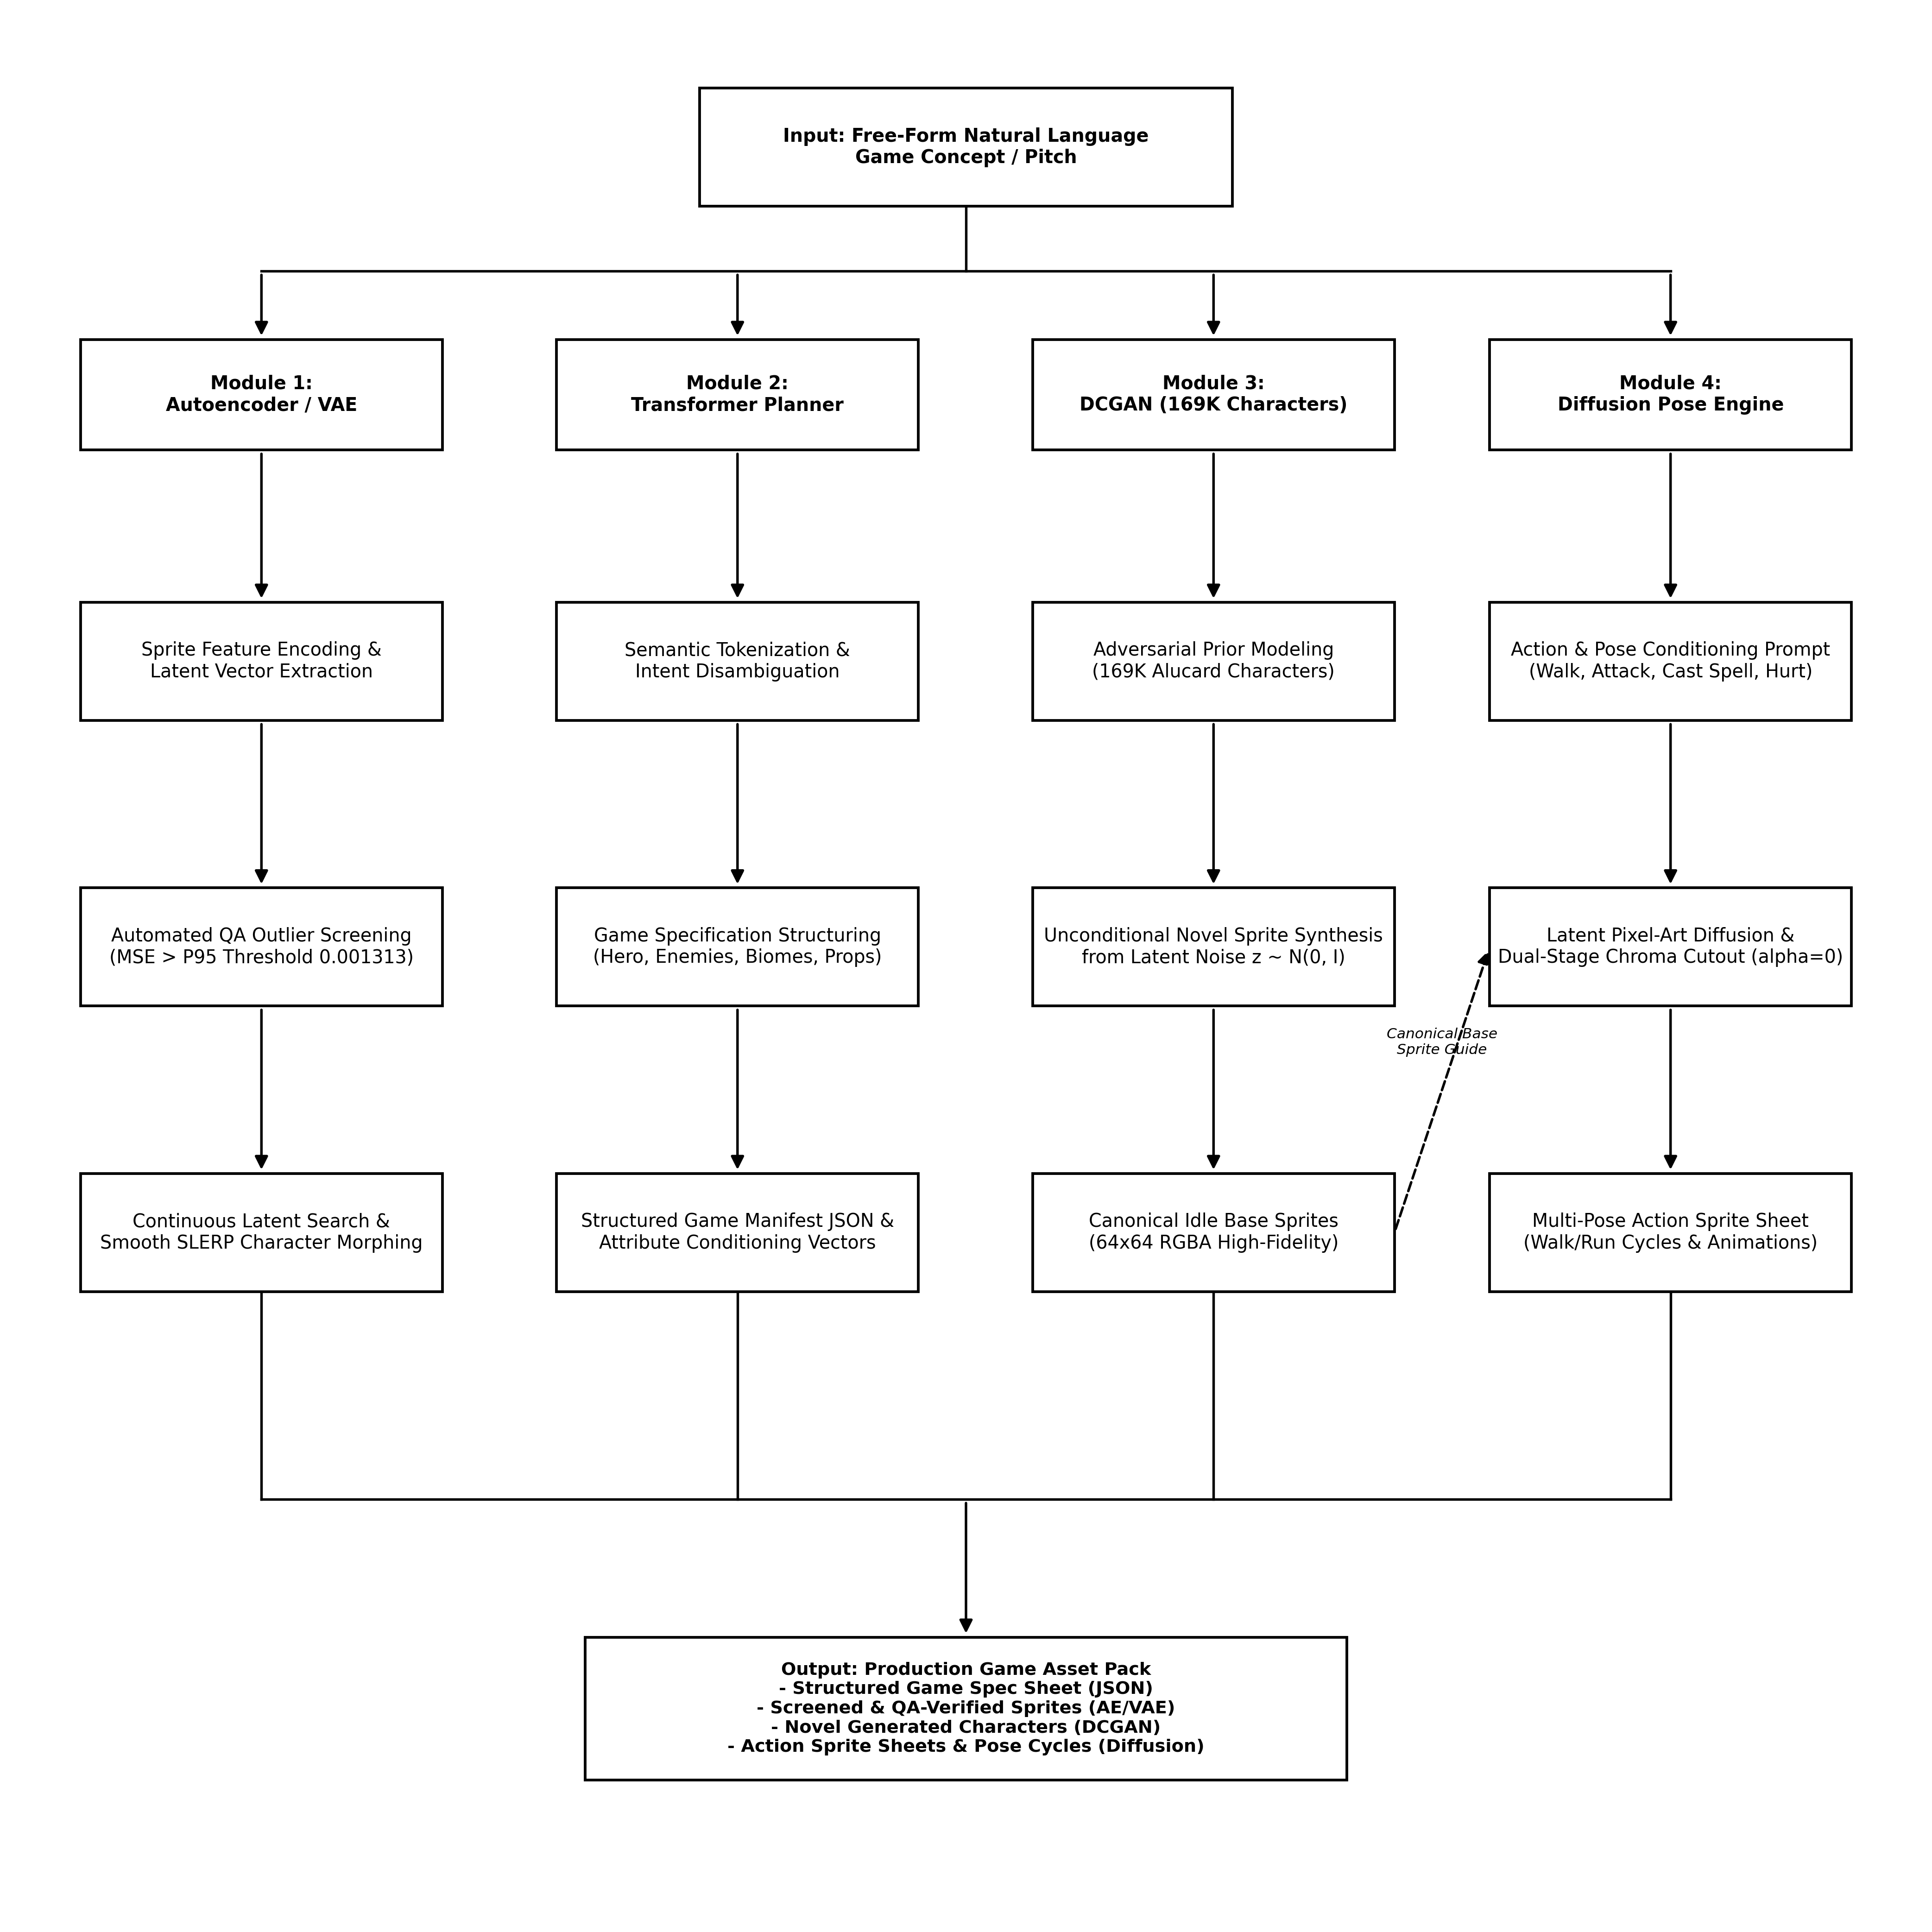 Input: Free-Form Natural Language
Game Concept / Pitch
Module 1:
Autoencoder / VAE
Module 2:
Transformer Planner
Module 3:
DCGAN (169K Characters)
Module 4:
Diffusion Pose Engine
Sprite Feature Encoding &
Latent Vector Extraction
Semantic Tokenization &
Intent Disambiguation
Adversarial Prior Modeling
(169K Alucard Characters)
Action & Pose Conditioning Prompt
(Walk, Attack, Cast Spell, Hurt)
Automated QA Outlier Screening
(MSE > P95 Threshold 0.001313)
Game Specification Structuring
(Hero, Enemies, Biomes, Props)
Unconditional Novel Sprite Synthesis
from Latent Noise z ~ N(0, I)
Latent Pixel-Art Diffusion &
Dual-Stage Chroma Cutout (alpha=0)
Canonical Base
Sprite Guide
Continuous Latent Search &
Smooth SLERP Character Morphing
Structured Game Manifest JSON &
Attribute Conditioning Vectors
Canonical Idle Base Sprites
(64x64 RGBA High-Fidelity)
Multi-Pose Action Sprite Sheet
(Walk/Run Cycles & Animations)
Output: Production Game Asset Pack
- Structured Game Spec Sheet (JSON)
- Screened & QA-Verified Sprites (AE/VAE)
- Novel Generated Characters (DCGAN)
- Action Sprite Sheets & Pose Cycles (Diffusion)